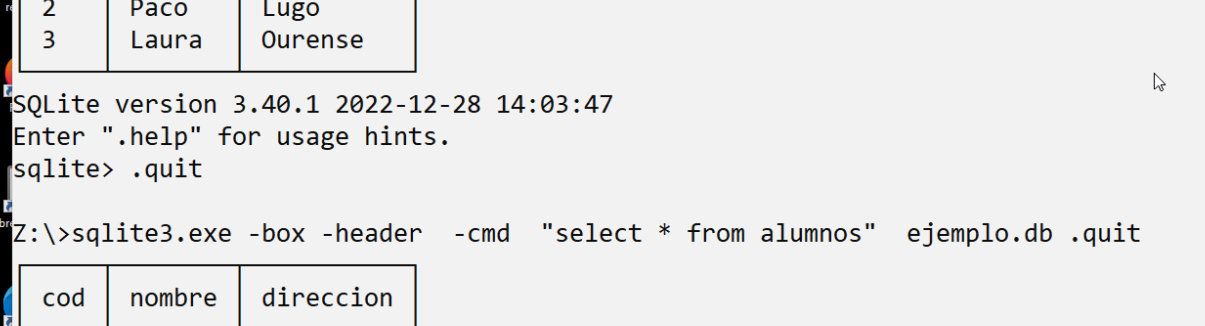 2 Paco Lugo
3 Laura Ourense
SQLite version 3.40.1 2022-12-28 14:03:47
Enter ".help" for usage hints.
sqlite> .quit
Z:\>sqlite3.exe -box -header  -cmd  "select * from alumnos"  ejemplo.db .quit
cod nombre direccion